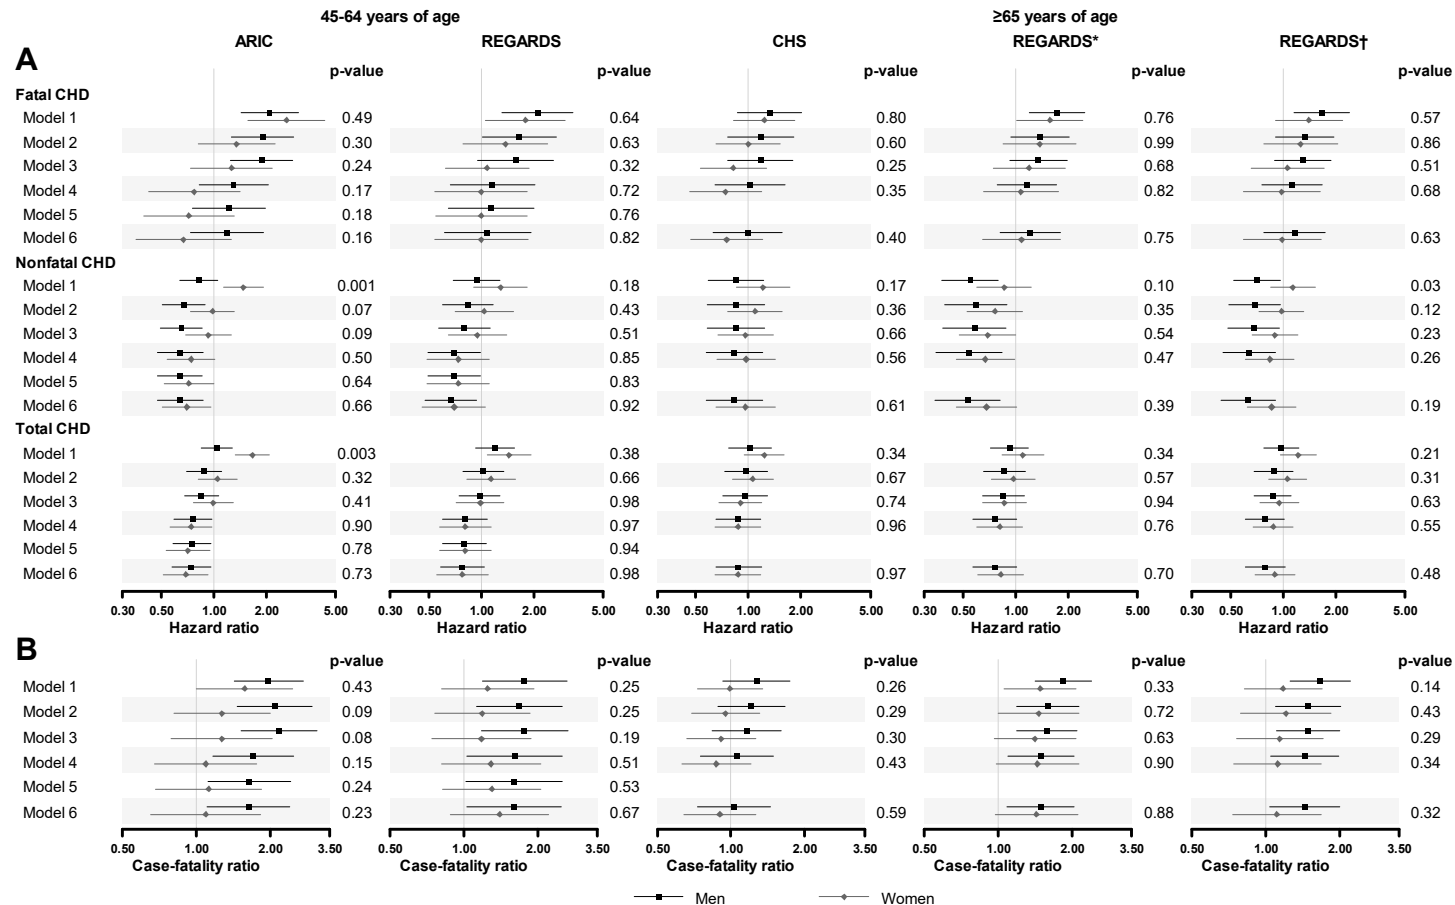 45-64 years of age ≥65 years of age
ARIC REGARDS CHS REGARDS* REGARDS†
A
p-value p-value p-value p-value p-value
Fatal CHD
Model 1 0.49 0.64 0.80 0.76 0.57
Model 2 0.30 0.63 0.60 0.99 0.86
Model 3 0.24 0.32 0.25 0.68 0.51
Model 4 0.17 0.72 0.35 0.82 0.68
Model 5 0.18 0.76
Model 6 0.16 0.82 0.40 0.75 0.63
Nonfatal CHD
Model 1 0.001 0.18 0.17 0.10 0.03
Model 2 0.07 0.43 0.36 0.35 0.12
Model 3 0.09 0.51 0.66 0.54 0.23
Model 4 0.50 0.85 0.56 0.47 0.26
Model 5 0.64 0.83
Model 6 0.66 0.92 0.61 0.39 0.19
Total CHD
Model 1 0.003 0.38 0.34 0.34 0.21
Model 2 0.32 0.66 0.67 0.57 0.31
Model 3 0.41 0.98 0.74 0.94 0.63
Model 4 0.90 0.97 0.96 0.76 0.55
Model 5 0.78 0.94
Model 6 0.73 0.98 0.97 0.70 0.48
0.30 0.50 1.00 2.00 5.00 0.30 0.50 1.00 2.00 5.00 0.30 0.50 1.00 2.00 5.00 0.30 0.50 1.00 2.00 5.00 0.30 0.50 1.00 2.00 5.00
Hazard ratio Hazard ratio Hazard ratio Hazard ratio Hazard ratio
B
p-value p-value p-value p-value p-value
Model 1 0.43 0.25 0.26 0.33 0.14
Model 2 0.09 0.25 0.29 0.72 0.43
Model 3 0.08 0.19 0.30 0.63 0.29
Model 4 0.15 0.51 0.43 0.90 0.34
Model 5 0.24 0.53
Model 6 0.23 0.67 0.59 0.88 0.32
0.50 1.00 2.00 3.50 0.50 1.00 2.00 3.50 0.50 1.00 2.00 3.50 0.50 1.00 2.00 3.50 0.50 1.00 2.00 3.50
Case-fatality ratio Case-fatality ratio Case-fatality ratio Case-fatality ratio Case-fatality ratio
Men Women